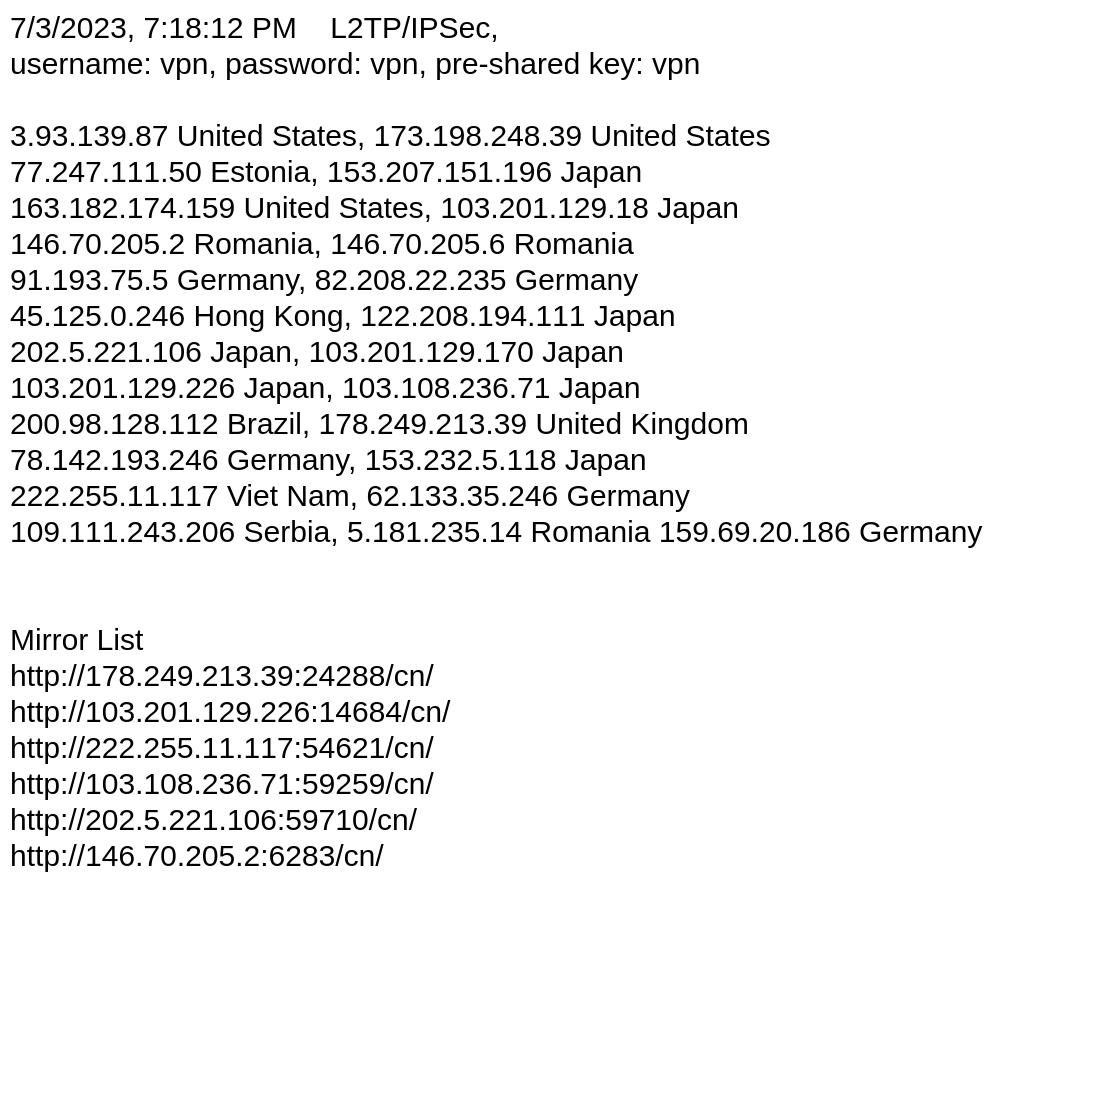 7/3/2023, 7:18:12 PM    L2TP/IPSec,
username: vpn, password: vpn, pre-shared key: vpn
3.93.139.87 United States, 173.198.248.39 United States
77.247.111.50 Estonia, 153.207.151.196 Japan
163.182.174.159 United States, 103.201.129.18 Japan
146.70.205.2 Romania, 146.70.205.6 Romania
91.193.75.5 Germany, 82.208.22.235 Germany
45.125.0.246 Hong Kong, 122.208.194.111 Japan
202.5.221.106 Japan, 103.201.129.170 Japan
103.201.129.226 Japan, 103.108.236.71 Japan
200.98.128.112 Brazil, 178.249.213.39 United Kingdom
78.142.193.246 Germany, 153.232.5.118 Japan
222.255.11.117 Viet Nam, 62.133.35.246 Germany
109.111.243.206 Serbia, 5.181.235.14 Romania 159.69.20.186 Germany
Mirror List
http://178.249.213.39:24288/cn/
http://103.201.129.226:14684/cn/
http://222.255.11.117:54621/cn/
http://103.108.236.71:59259/cn/
http://202.5.221.106:59710/cn/
http://146.70.205.2:6283/cn/